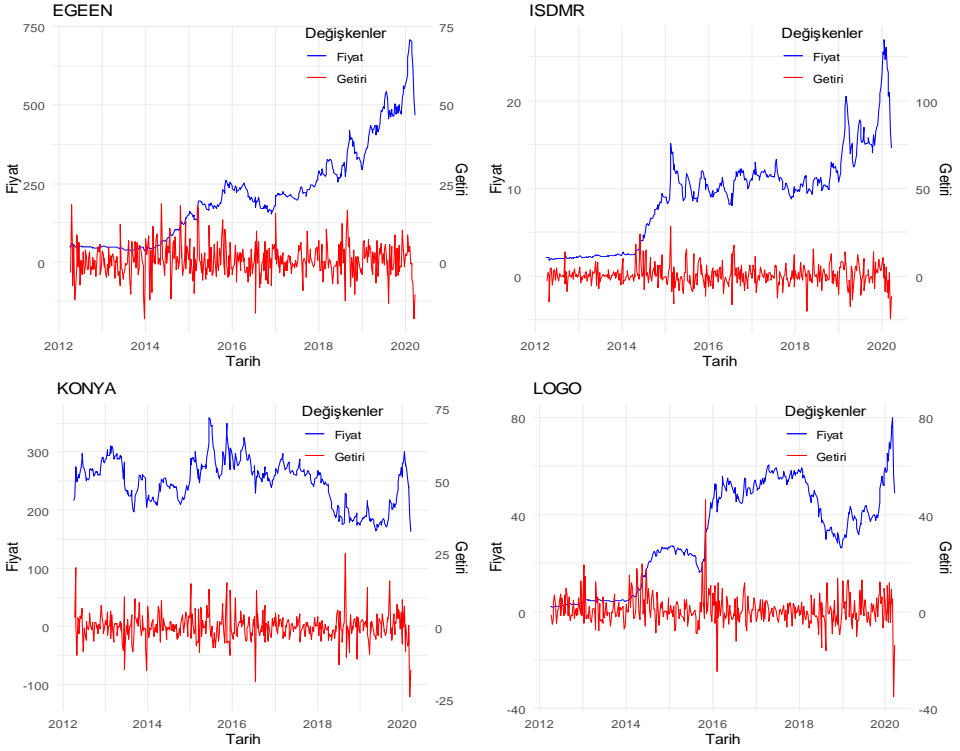 EGEEN
750
500
250
0
Fiyat
75
50
25
0
Getiri
Değişkenler
Fiyat
Getiri
2012 2014 2016 2018 2020
Tarih
ISDMR
20
10
0
Fiyat
100
50
0
Getiri
Değişkenler
Fiyat
Getiri
2012 2014 2016 2018 2020
Tarih
KONYA
300
200
100
0
-100
Fiyat
75
50
25
0
-25
Getiri
Değişkenler
Fiyat
Getiri
2012 2014 2016 2018 2020
Tarih
LOGO
80
40
0
-40
Fiyat
80
40
0
-40
Getiri
Değişkenler
Fiyat
Getiri
2012 2014 2016 2018 2020
Tarih